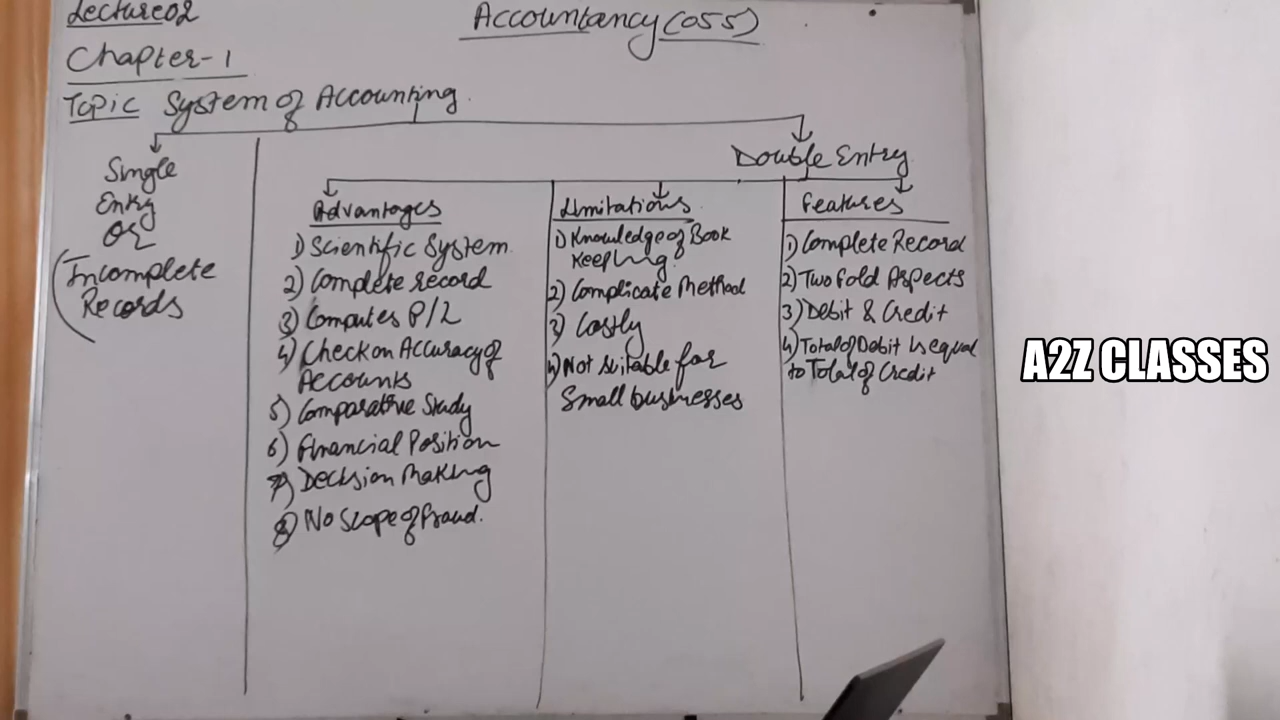 Lecture 02
Accountancy (055)
Chapter-1
Topic System of Accounting.
Single
Entry
Or
(Incomplete
Records
Double Entry
Advantages
1) Scientific System
2) Complete record
3) Computes P/L
4) Check on Accuracy of
Accounts
5) Comparative Study
6) Financial Position
7) Decision Making
8) No Scope of Fraud.
Limitations
1) Knowledge of Book
Keeping.
2) Complicate Method
3) Costly
4) Not Suitable for
Small businesses
Features
1) Complete Record
2) Two fold Aspects
3) Debit & Credit
4) Total of Debit is equal
to Total of Credit
A2Z CLASSES